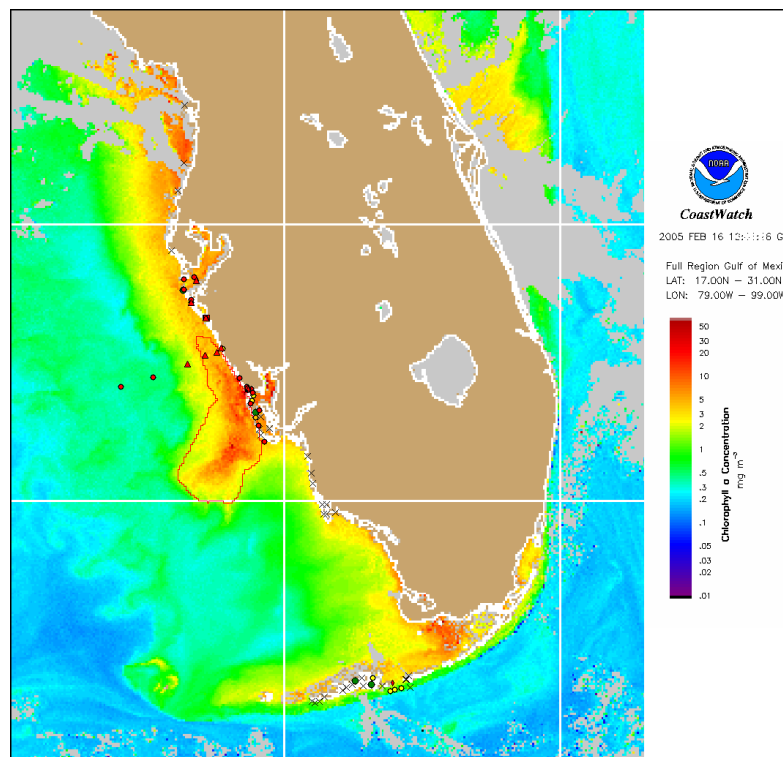 NOAA
CoastWatch
2005 FEB 16
Full Region Gulf of Mexi
LAT: 17.00N – 31.00N
LON: 79.00W – 99.00W
50
30
20
10
5
3
2
1
.5
.3
.2
.1
.05
.03
.02
.01
Chlorophyll a Concentration
mg m⁻³